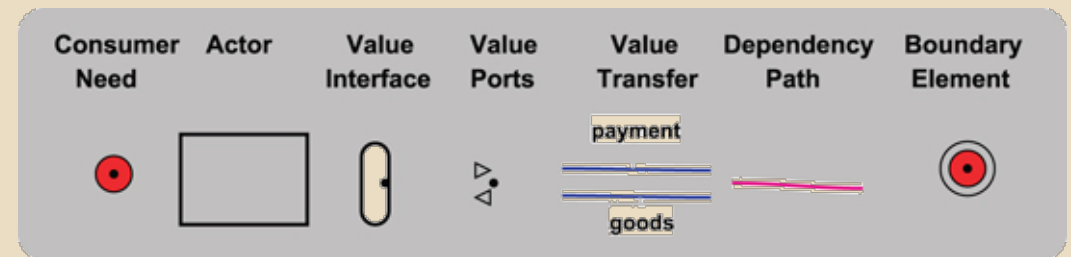 Consumer Need
Actor
Value Interface
Value Ports
Value Transfer
Dependency Path
Boundary Element
payment
goods